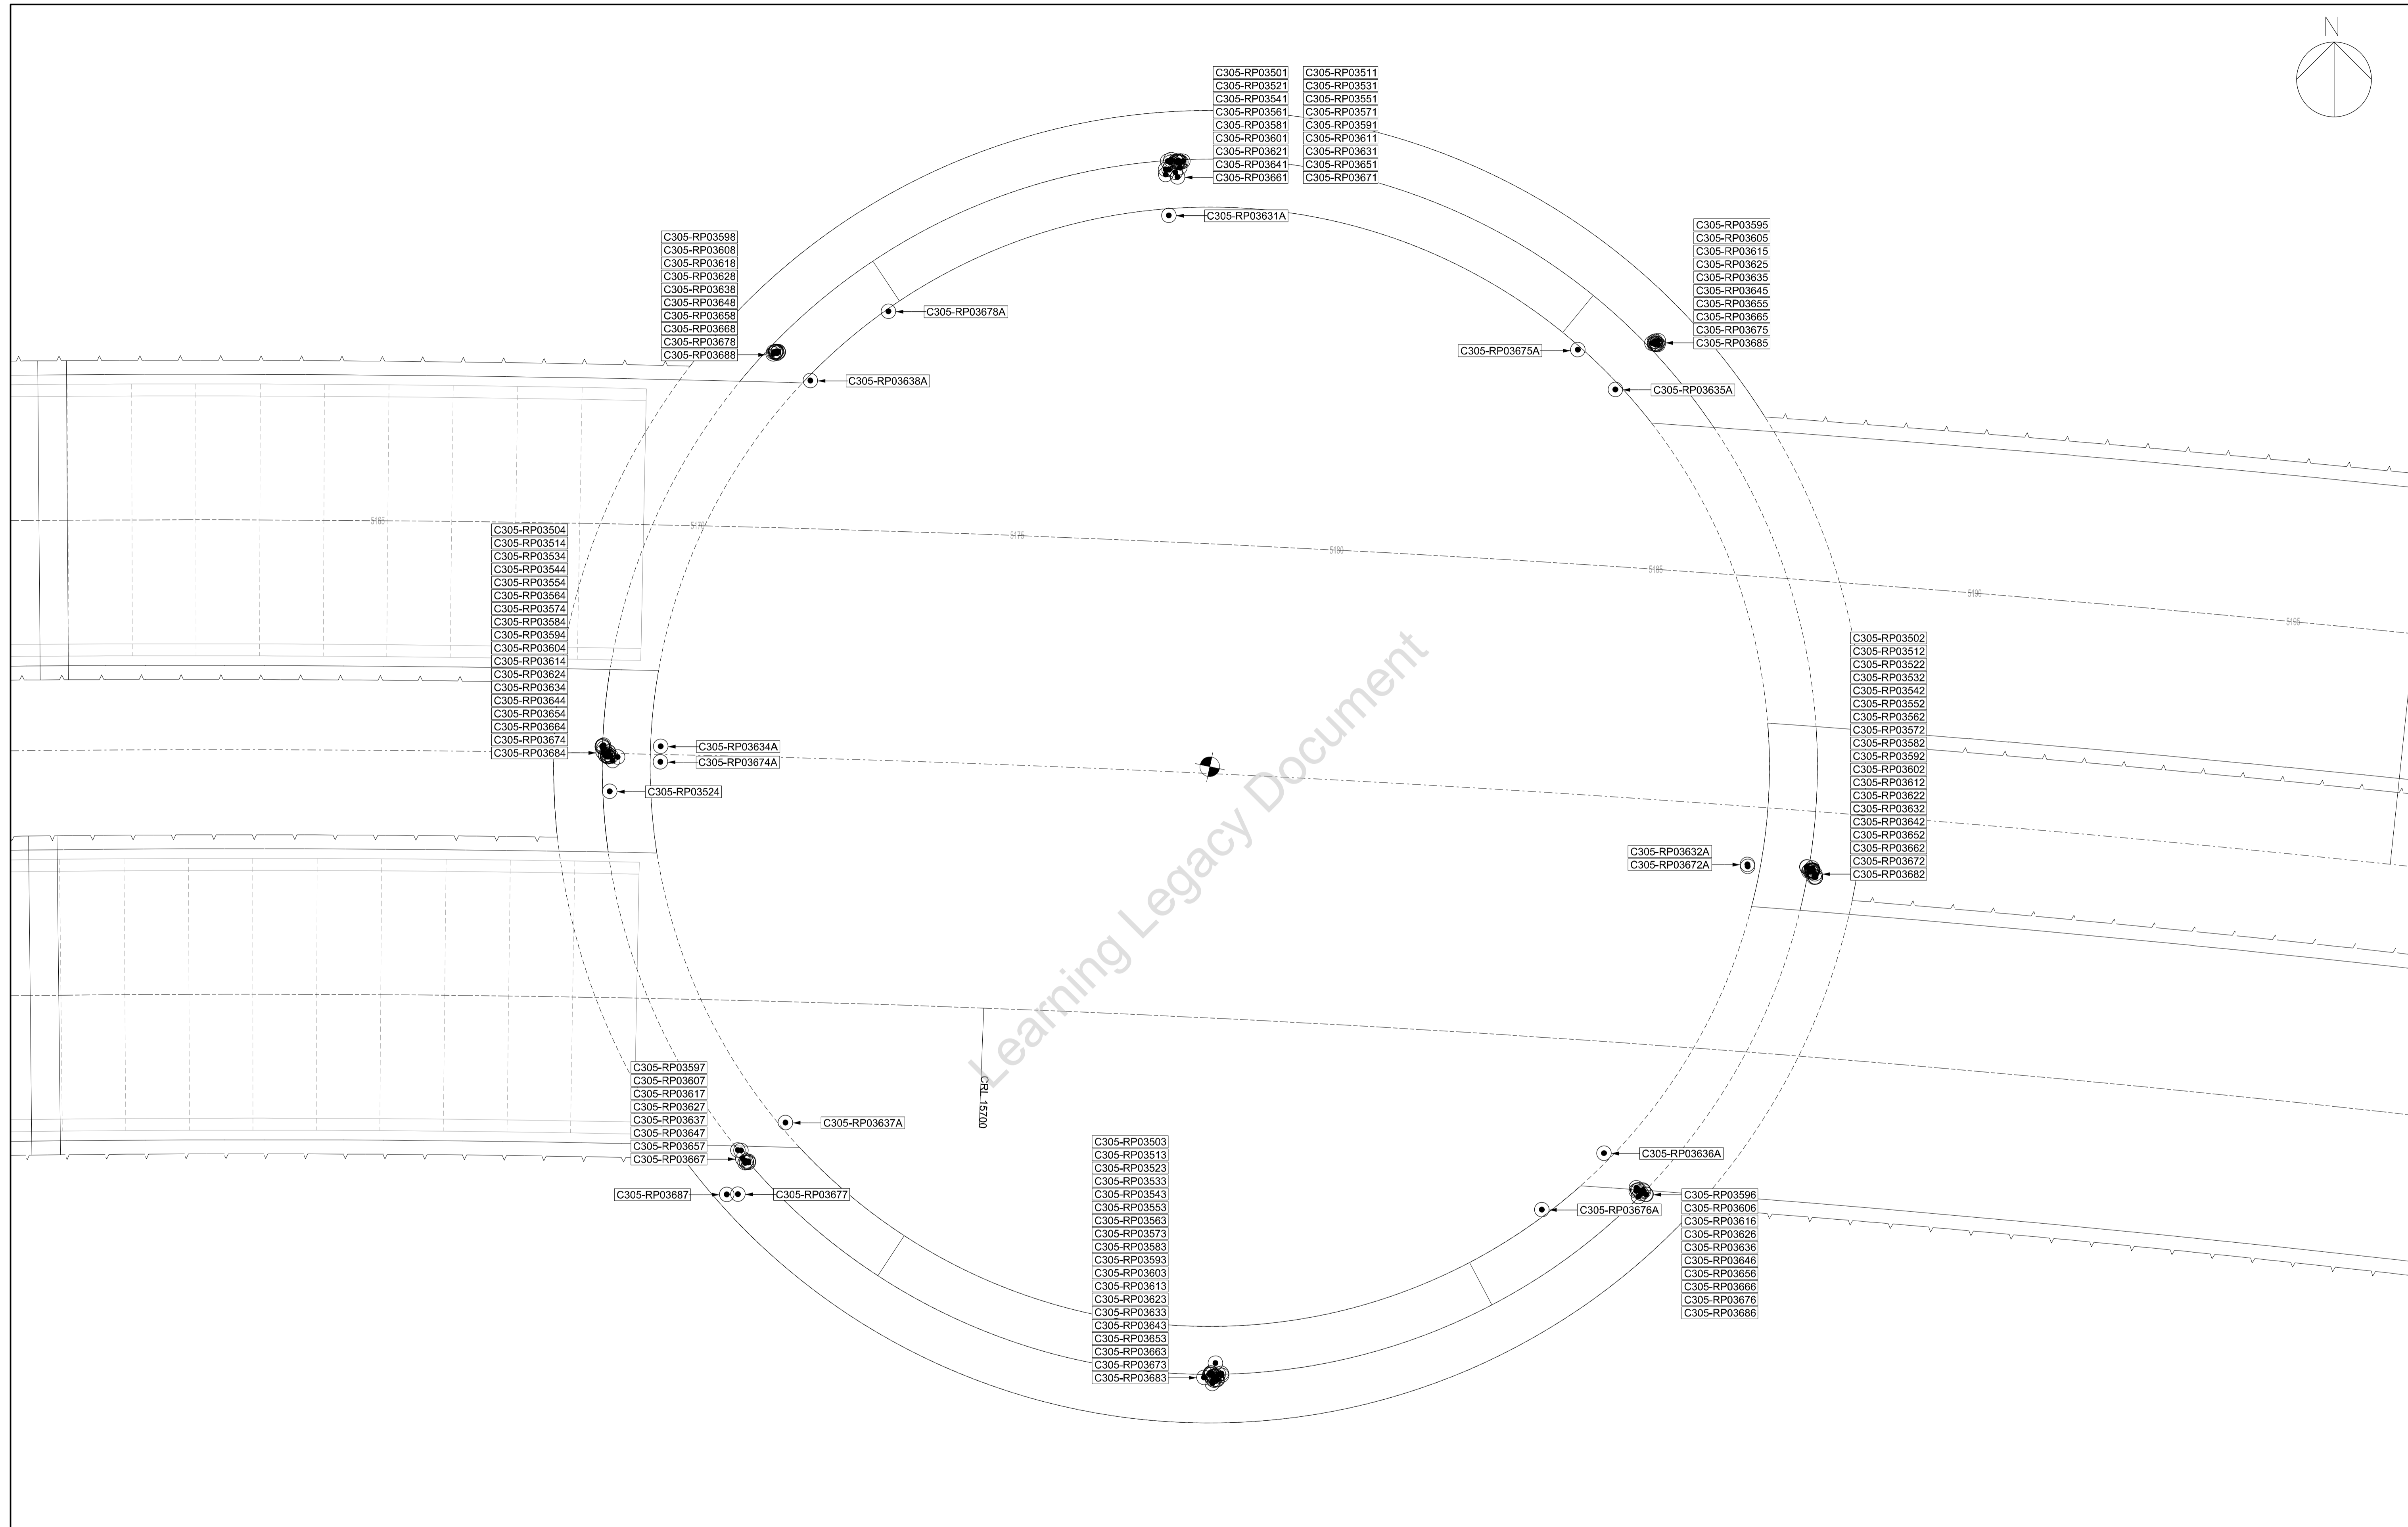 N
C305-RP03501 C305-RP03511
C305-RP03521 C305-RP03531
C305-RP03541 C305-RP03551
C305-RP03561 C305-RP03571
C305-RP03581 C305-RP03591
C305-RP03601 C305-RP03611
C305-RP03621 C305-RP03631
C305-RP03641 C305-RP03651
C305-RP03661 C305-RP03671
C305-RP03631A
C305-RP03598
C305-RP03608
C305-RP03618
C305-RP03628
C305-RP03638
C305-RP03648
C305-RP03658
C305-RP03668
C305-RP03678
C305-RP03688
C305-RP03678A
C305-RP03638A
C305-RP03595
C305-RP03605
C305-RP03615
C305-RP03625
C305-RP03635
C305-RP03645
C305-RP03655
C305-RP03665
C305-RP03675
C305-RP03685
C305-RP03675A
C305-RP03635A
5165
5170
5175
5180
5185
5190
5195
C305-RP03504
C305-RP03514
C305-RP03534
C305-RP03544
C305-RP03554
C305-RP03564
C305-RP03574
C305-RP03584
C305-RP03594
C305-RP03604
C305-RP03614
C305-RP03624
C305-RP03634
C305-RP03644
C305-RP03654
C305-RP03664
C305-RP03674
C305-RP03684
C305-RP03634A
C305-RP03674A
C305-RP03524
C305-RP03502
C305-RP03512
C305-RP03522
C305-RP03532
C305-RP03542
C305-RP03552
C305-RP03562
C305-RP03572
C305-RP03582
C305-RP03592
C305-RP03602
C305-RP03612
C305-RP03622
C305-RP03632
C305-RP03642
C305-RP03652
C305-RP03662
C305-RP03672
C305-RP03682
C305-RP03632A
C305-RP03672A
Learning Legacy Document
CRL 15700
C305-RP03597
C305-RP03607
C305-RP03617
C305-RP03627
C305-RP03637
C305-RP03647
C305-RP03657
C305-RP03667
C305-RP03637A
C305-RP03687
C305-RP03677
C305-RP03503
C305-RP03513
C305-RP03523
C305-RP03533
C305-RP03543
C305-RP03553
C305-RP03563
C305-RP03573
C305-RP03583
C305-RP03593
C305-RP03603
C305-RP03613
C305-RP03623
C305-RP03633
C305-RP03643
C305-RP03653
C305-RP03663
C305-RP03673
C305-RP03683
C305-RP03636A
C305-RP03676A
C305-RP03596
C305-RP03606
C305-RP03616
C305-RP03626
C305-RP03636
C305-RP03646
C305-RP03656
C305-RP03666
C305-RP03676
C305-RP03686